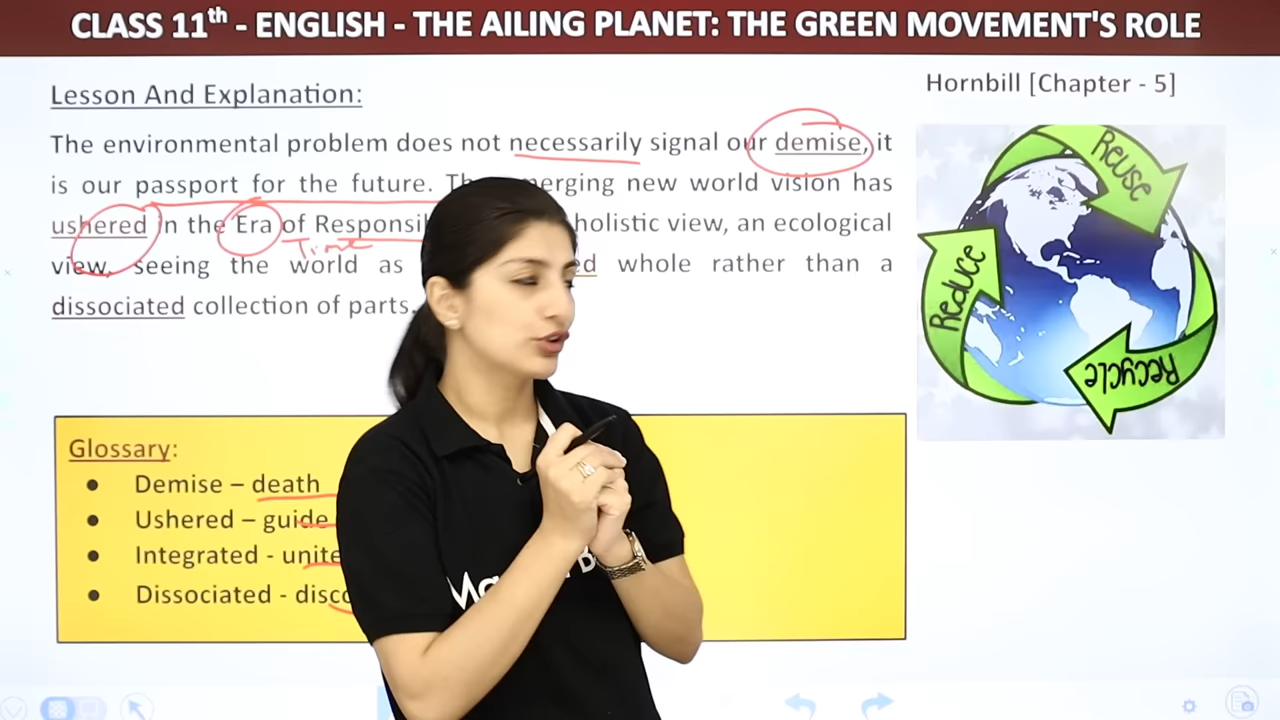 CLASS 11th - ENGLISH - THE AILING PLANET: THE GREEN MOVEMENT'S ROLE
Lesson And Explanation:
Hornbill [Chapter - 5]
The environmental problem does not necessarily signal our demise, it
is our passport for the future. merging new world vision has
ushered in the Era of Responsi holistic view, an ecological
Time
view, seeing the world as ed whole rather than a
dissociated collection of parts.
Reuse
Reduce
Recycle
Glossary:
● Demise – death
● Ushered – guide
● Integrated - unite
● Dissociated - disc